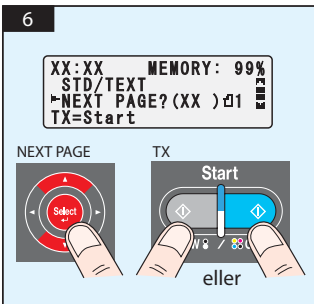 6
XX:XX MEMORY: 99%
STD/TEXT
NEXT PAGE?(XX )1
TX=Start
NEXT PAGE TX
Start
Select
eller